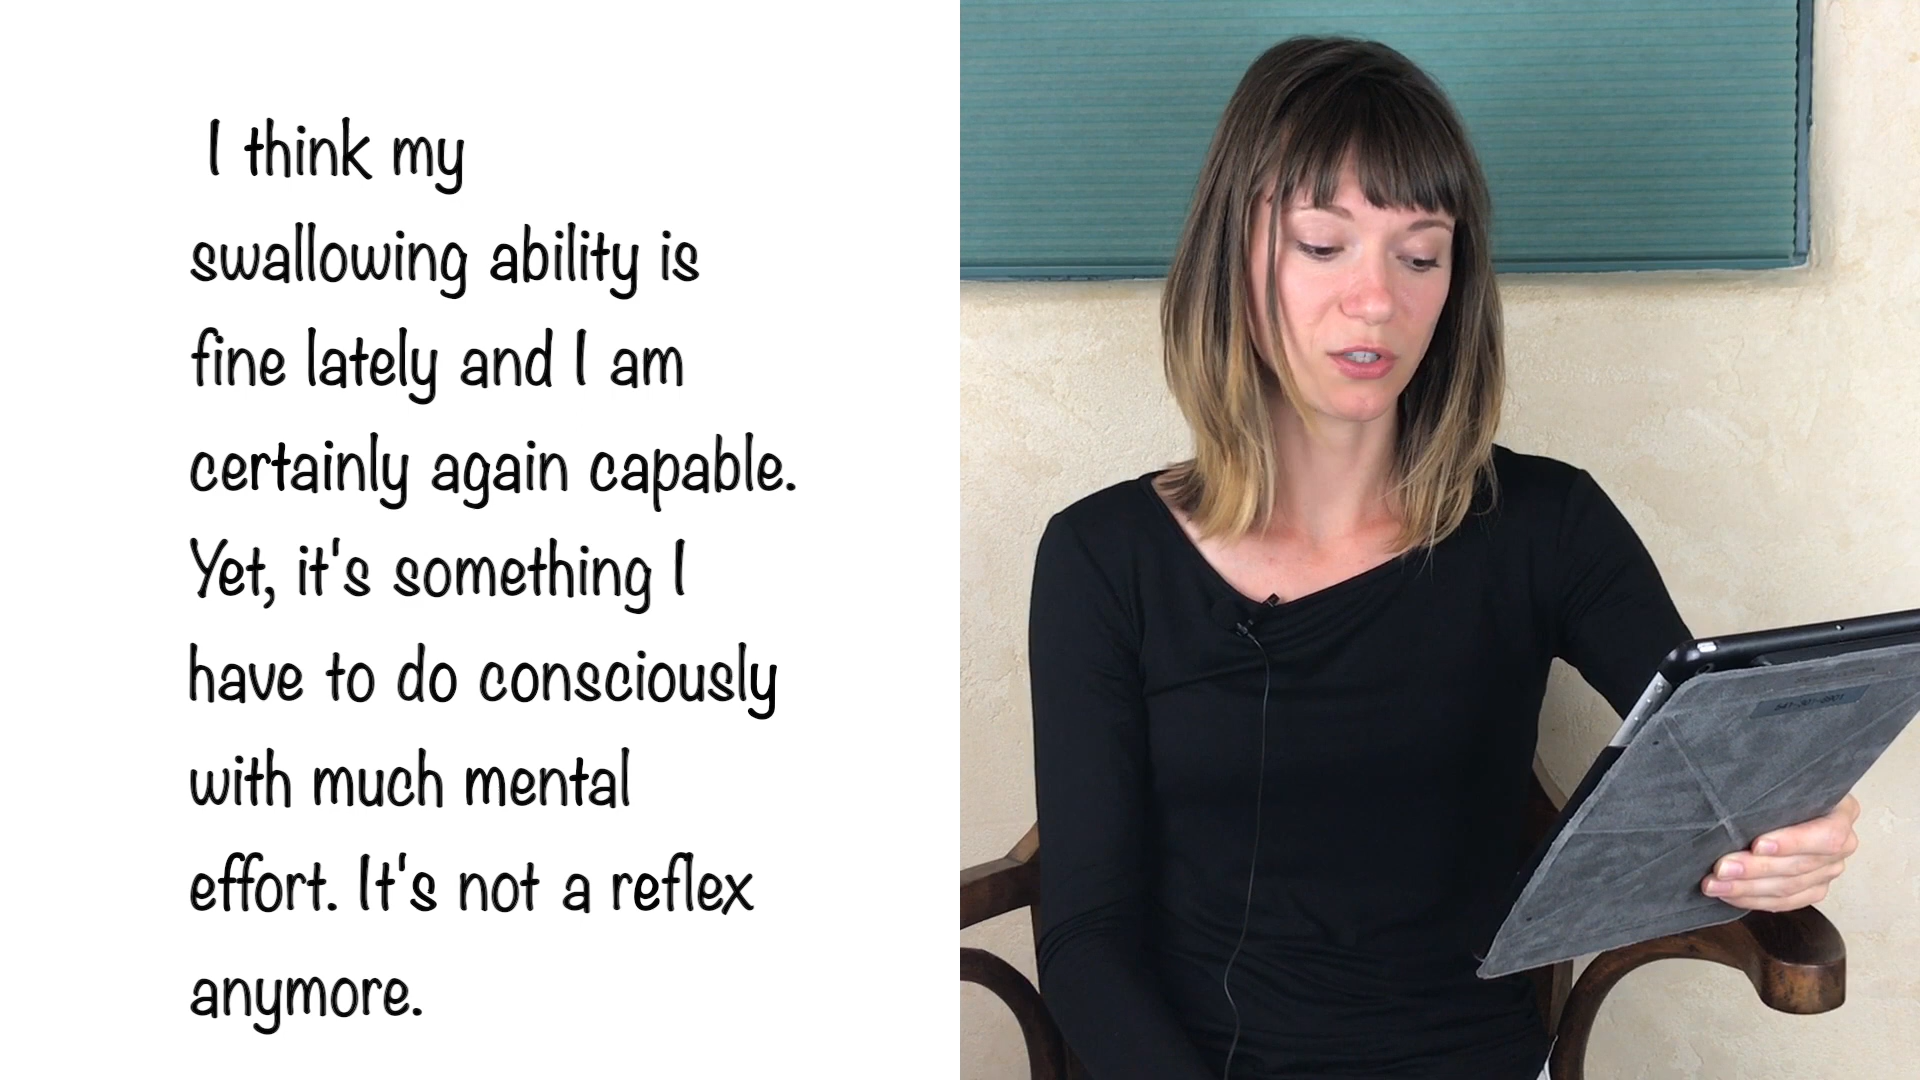 I think my
swallowing ability is
fine lately and I am
certainly again capable.
Yet, it's something I
have to do consciously
with much mental
effort. It's not a reflex
anymore.